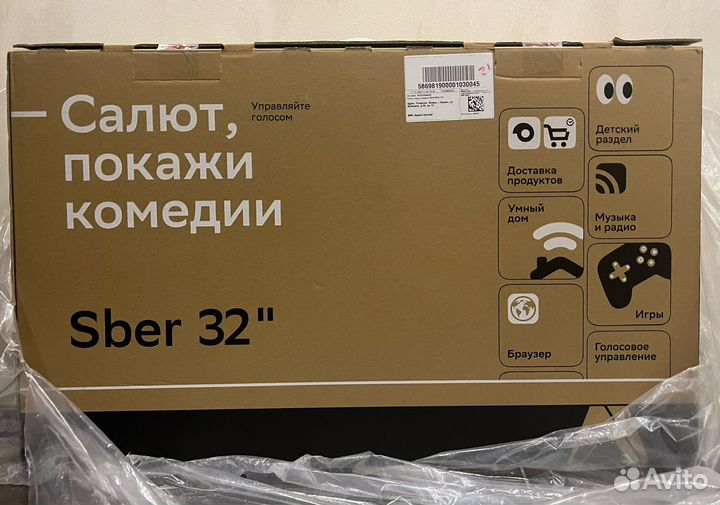 Салют,
покажи
комедии
Управляйте
голосом
586981900001030045
Sber 32"
Доставка
продуктов
Детский
раздел
Умный
дом
Музыка
и радио
Игры
Браузер
Голосовое
управление
Avito